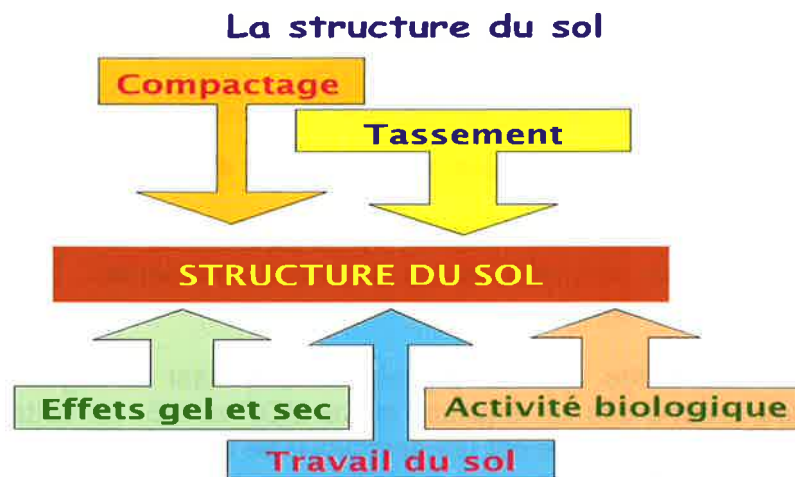 La structure du sol
Compactage
Tassement
STRUCTURE DU SOL
Effets gel et sec
Activité biologique
Travail du sol